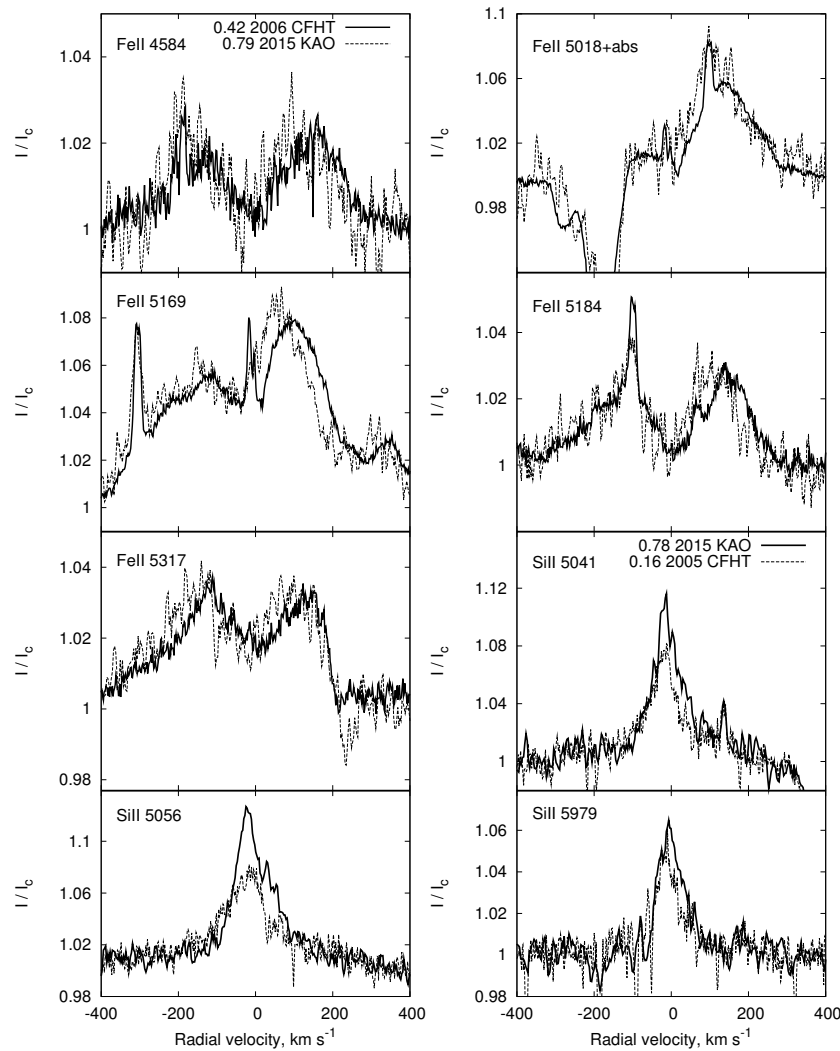 FeII 4584
0.42 2006 CFHT
0.79 2015 KAO
1.04
1.02
1
I / Ic
FeII 5018+abs
1.1
1.06
1.02
0.98
I / Ic
FeII 5169
1.08
1.06
1.04
1.02
1
I / Ic
FeII 5184
1.04
1.02
1
I / Ic
FeII 5317
1.04
1.02
1
0.98
I / Ic
SiII 5041
0.78 2015 KAO
0.16 2005 CFHT
1.12
1.08
1.04
1
I / Ic
SiII 5056
1.1
1.06
1.02
0.98
I / Ic
-400 -200 0 200 400
Radial velocity, km s-1
SiII 5979
1.06
1.04
1.02
1
0.98
I / Ic
-400 -200 0 200 400
Radial velocity, km s-1